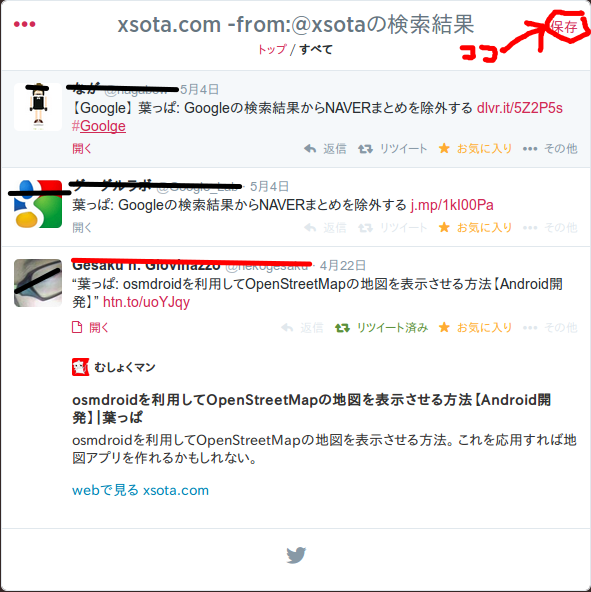 xsota.com -from:@xsotaの検索結果
保存
ココ
トップ / すべて
5月4日
【Google】 葉っぱ: Googleの検索結果からNAVERまとめを除外する dlvr.it/5Z2P5s
#Goolge
開く 返信 リツイート お気に入り その他
5月4日
葉っぱ: Googleの検索結果からNAVERまとめを除外する j.mp/1kI00Pa
開く 返信 リツイート お気に入り その他
Gesaku n. Giovinazzo @nekogesaku · 4月22日
“葉っぱ: osmdroidを利用してOpenStreetMapの地図を表示させる方法【Android開
発】” htn.to/uoYJqy
開く 返信 リツイート済み お気に入り その他
むしょくマン
osmdroidを利用してOpenStreetMapの地図を表示させる方法【Android開
発】|葉っぱ
osmdroidを利用してOpenStreetMapの地図を表示させる方法。これを応用すれば地
図アプリを作れるかもしれない。
webで見る xsota.com